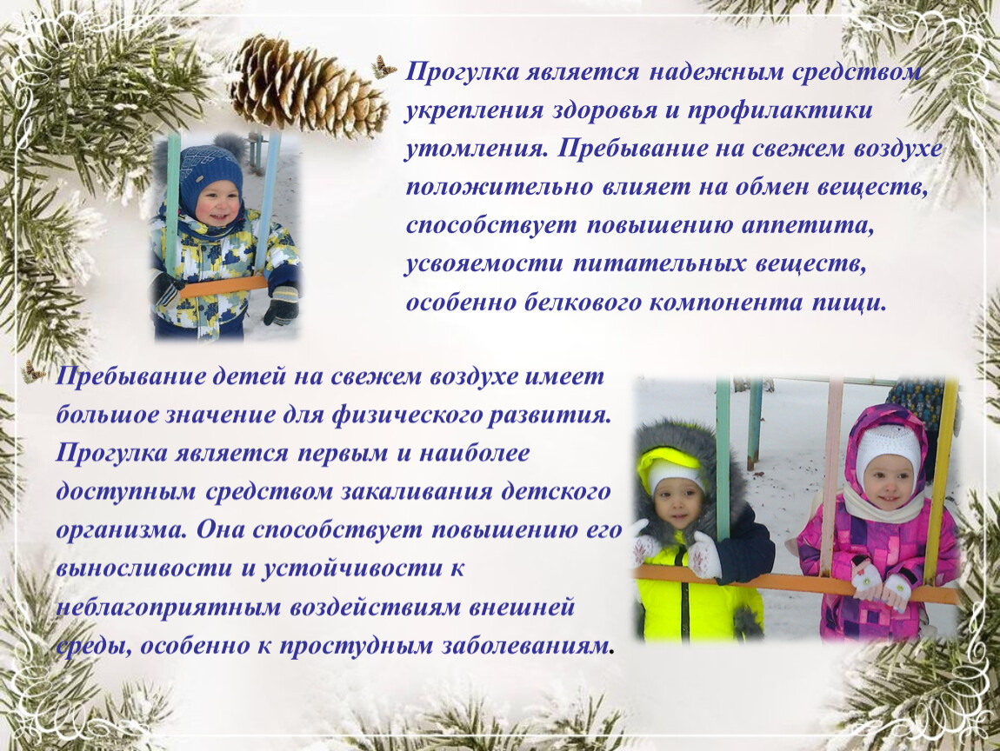 Прогулка является надежным средством
укрепления здоровья и профилактики
утомления. Пребывание на свежем воздухе
положительно влияет на обмен веществ,
способствует повышению аппетита,
усвояемости питательных веществ,
особенно белкового компонента пищи.
Пребывание детей на свежем воздухе имеет
большое значение для физического развития.
Прогулка является первым и наиболее
доступным средством закаливания детского
организма. Она способствует повышению его
выносливости и устойчивости к
неблагоприятным воздействиям внешней
среды, особенно к простудным заболеваниям.